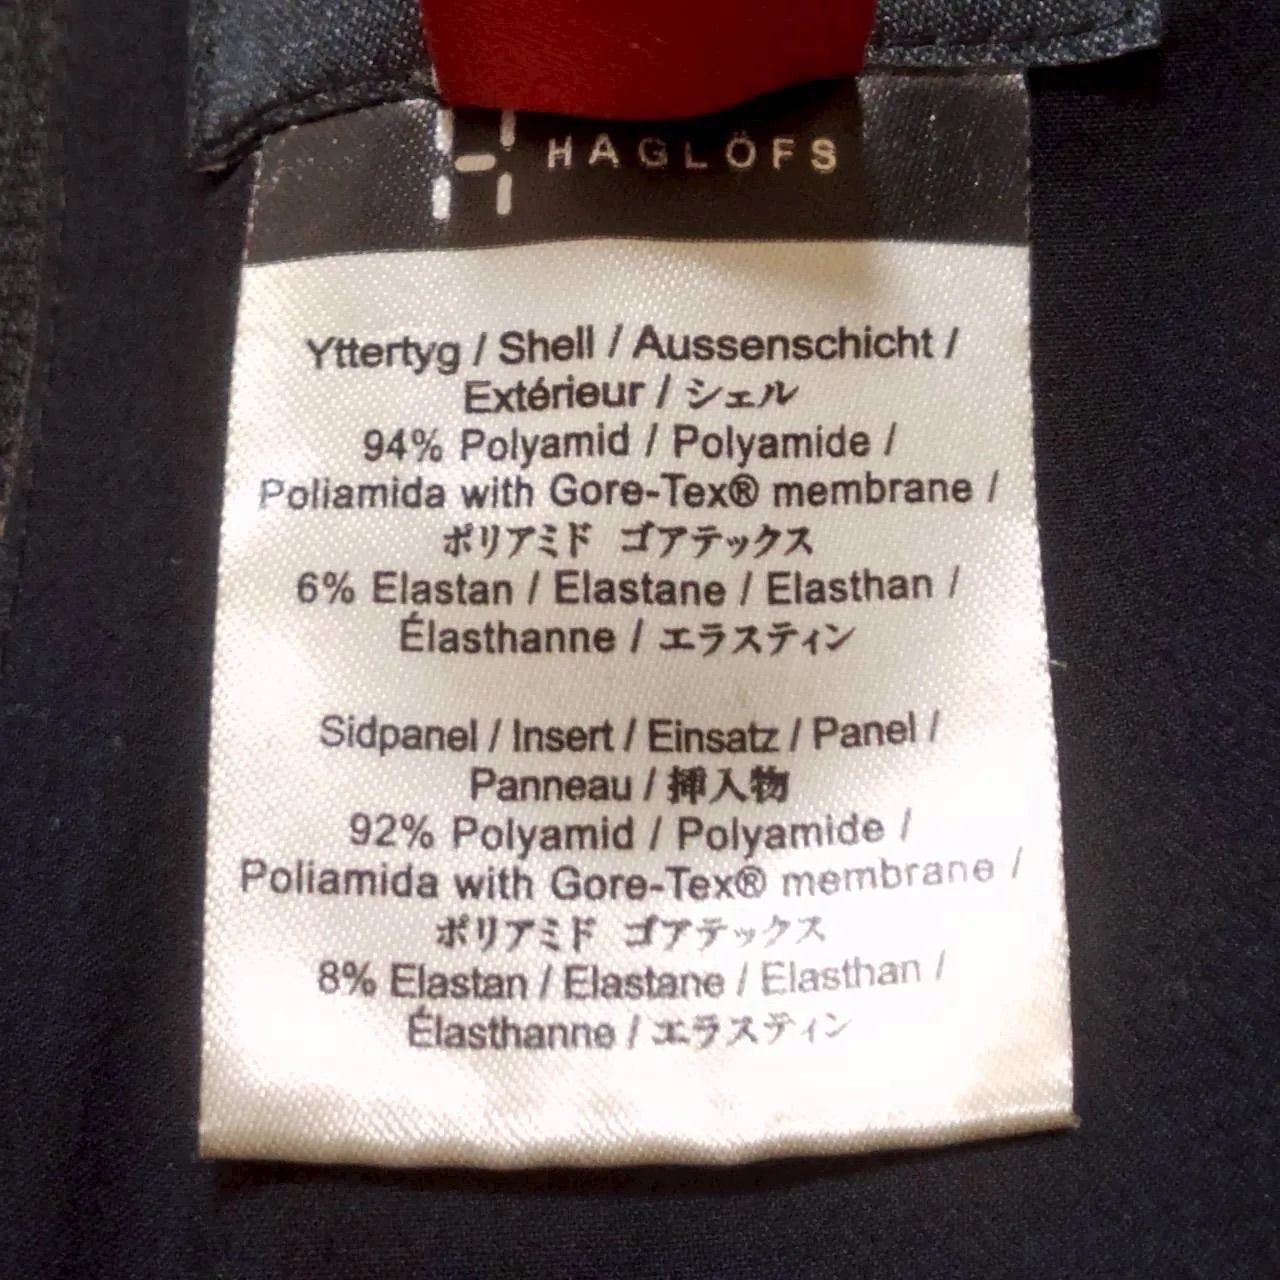 HAGLÖFS
Yttertyg / Shell / Aussenschicht /
Extérieur / シェル
94% Polyamid / Polyamide /
Poliamida with Gore-Tex® membrane /
ポリアミド ゴアテックス
6% Elastan / Elastane / Elasthan /
Élasthanne / エラスティン
Sidpanel / Insert / Einsatz / Panel /
Panneau / 挿入物
92% Polyamid / Polyamide /
Poliamida with Gore-Tex® membrane /
ポリアミド ゴアテックス
8% Elastan / Elastane / Elasthan /
Élasthanne / エラスティン